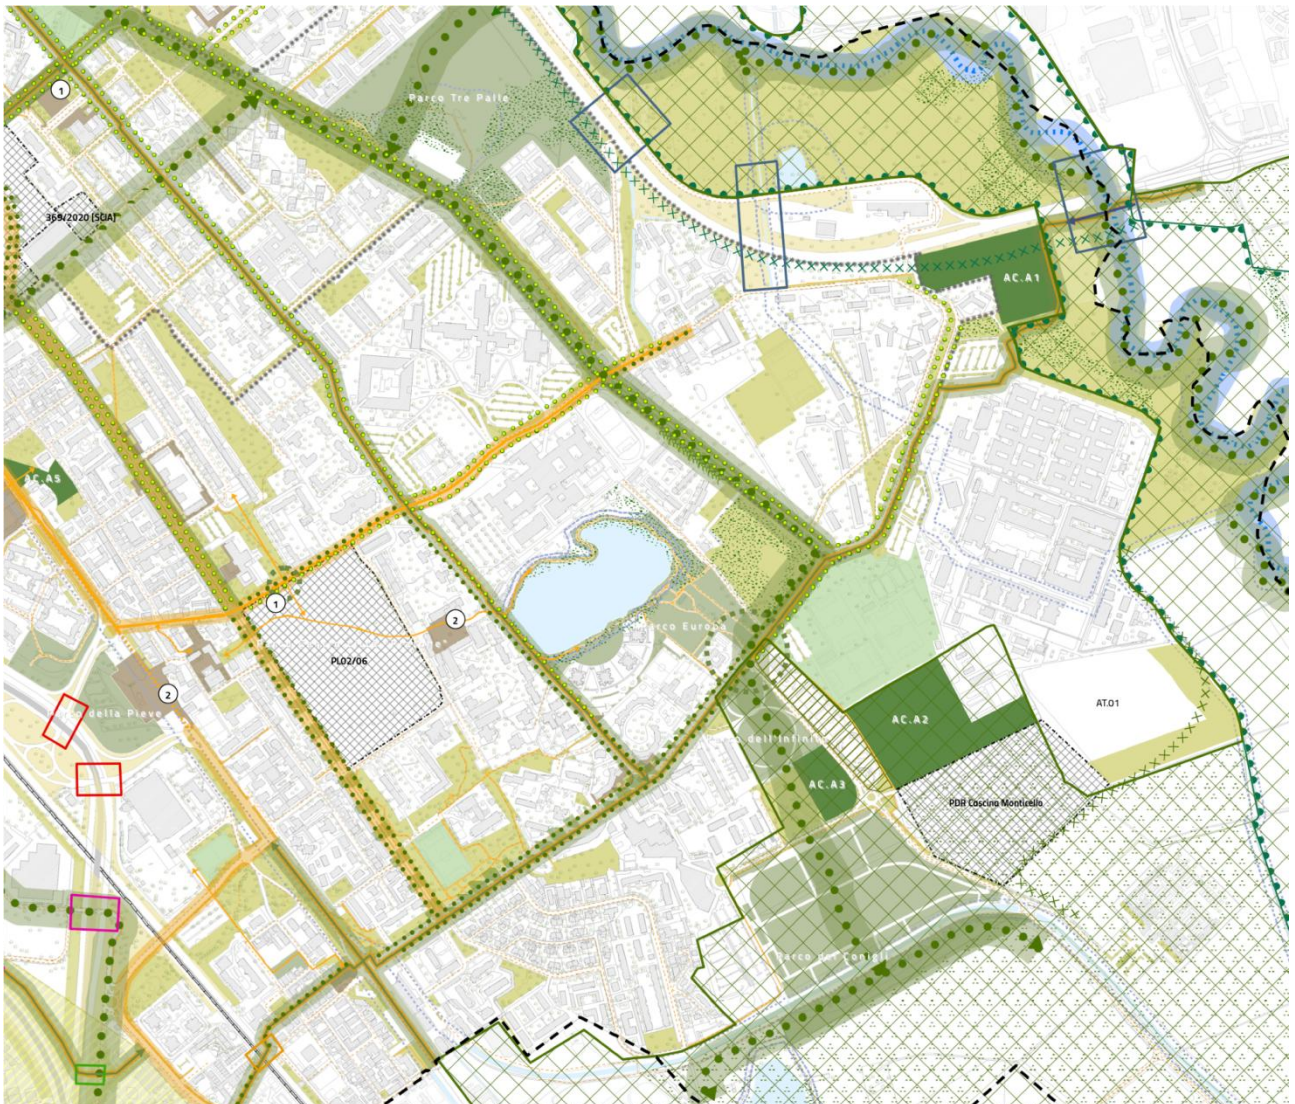 1
Parco Tre Palle
369/2020 [SCIA]
AC.A1
AC.A5
1
2
Parco Europa
PL02/06
2
della Pieve
AC.A2
AT.01
dell'Infinito
AC.A3
PDR Cascina Monticello
Parco dei Conigli